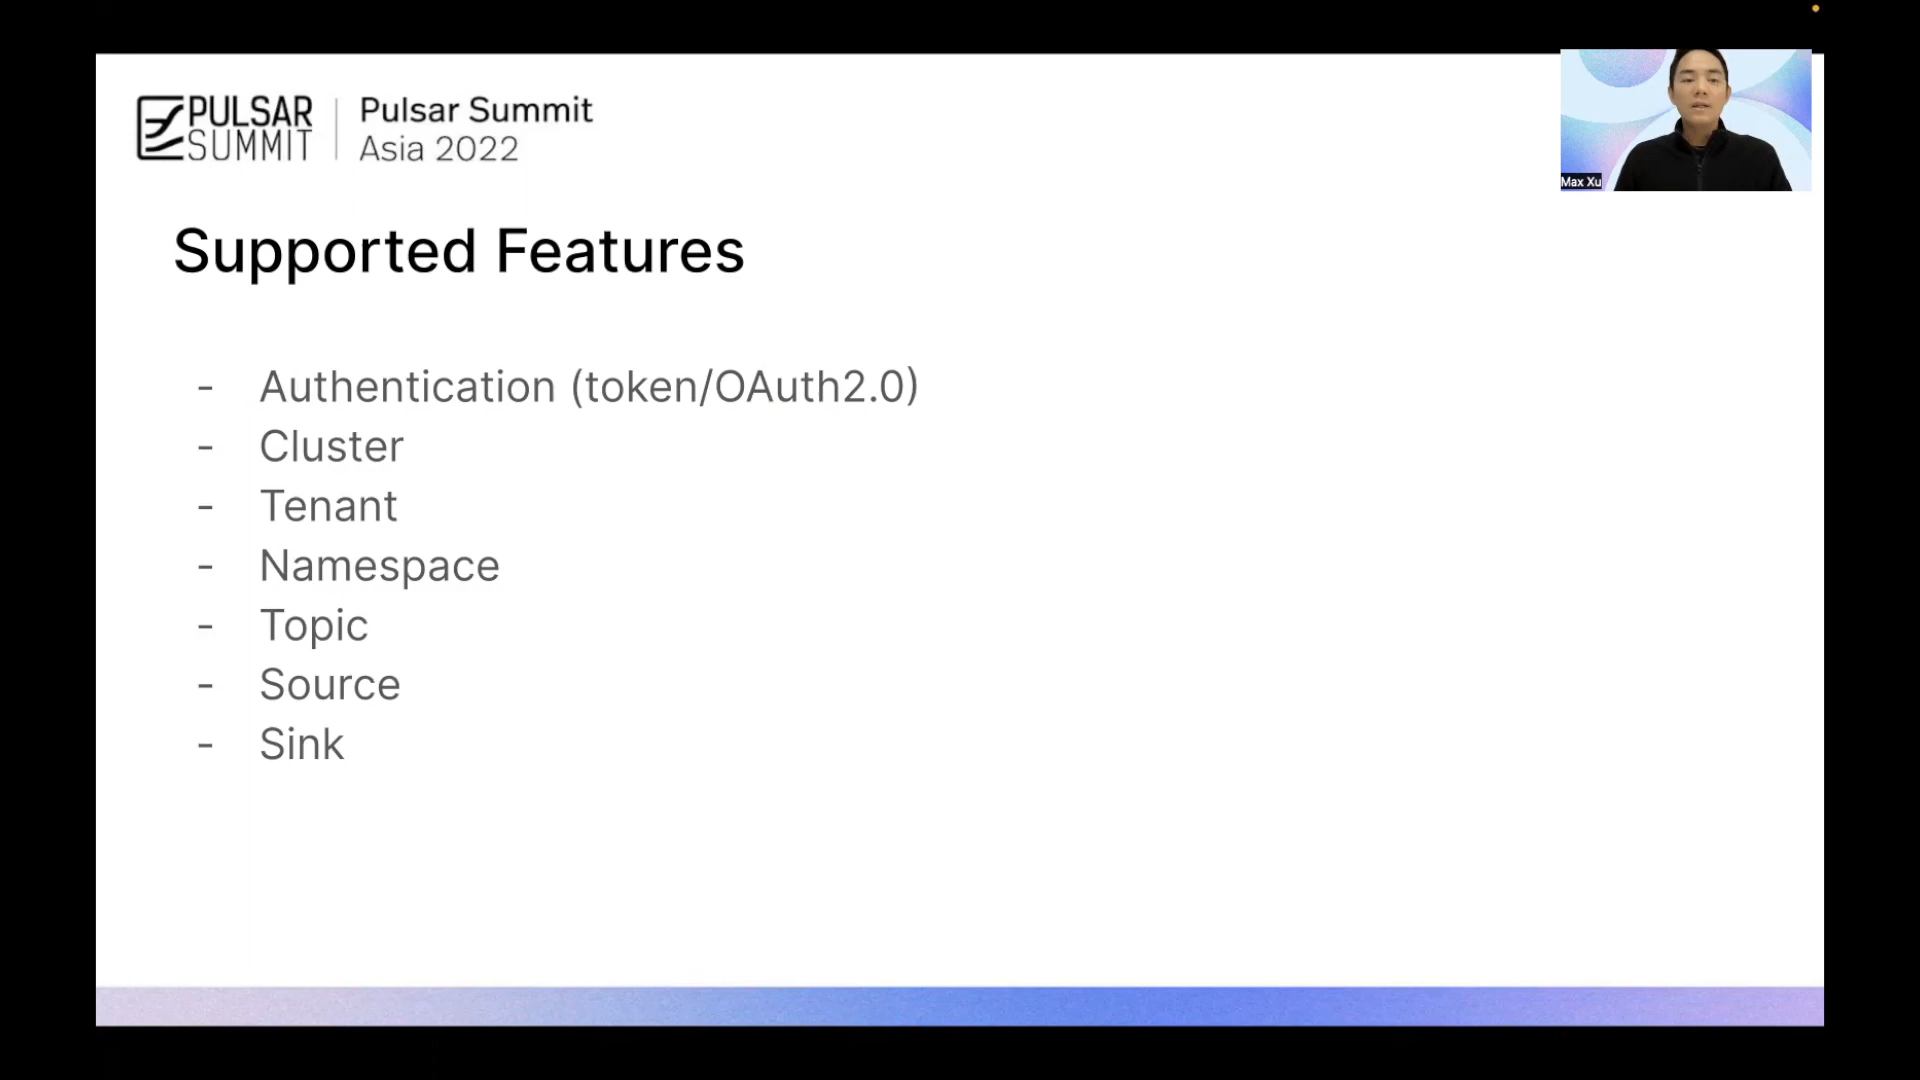 PULSAR
SUMMIT
Pulsar Summit
Asia 2022
Max Xu
Supported Features
- Authentication (token/OAuth2.0)
- Cluster
- Tenant
- Namespace
- Topic
- Source
- Sink